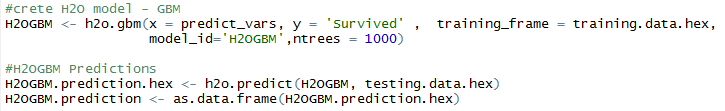 #crete H2O model - GBM
H2OGBM <- h2o.gbm(x = predict_vars, y = 'Survived' ,  training_frame = training.data.hex,
                  model_id='H2OGBM',ntrees = 1000)

#H2OGBM Predictions
H2OGBM.prediction.hex <- h2o.predict(H2OGBM, testing.data.hex)
H2OGBM.prediction <- as.data.frame(H2OGBM.prediction.hex)